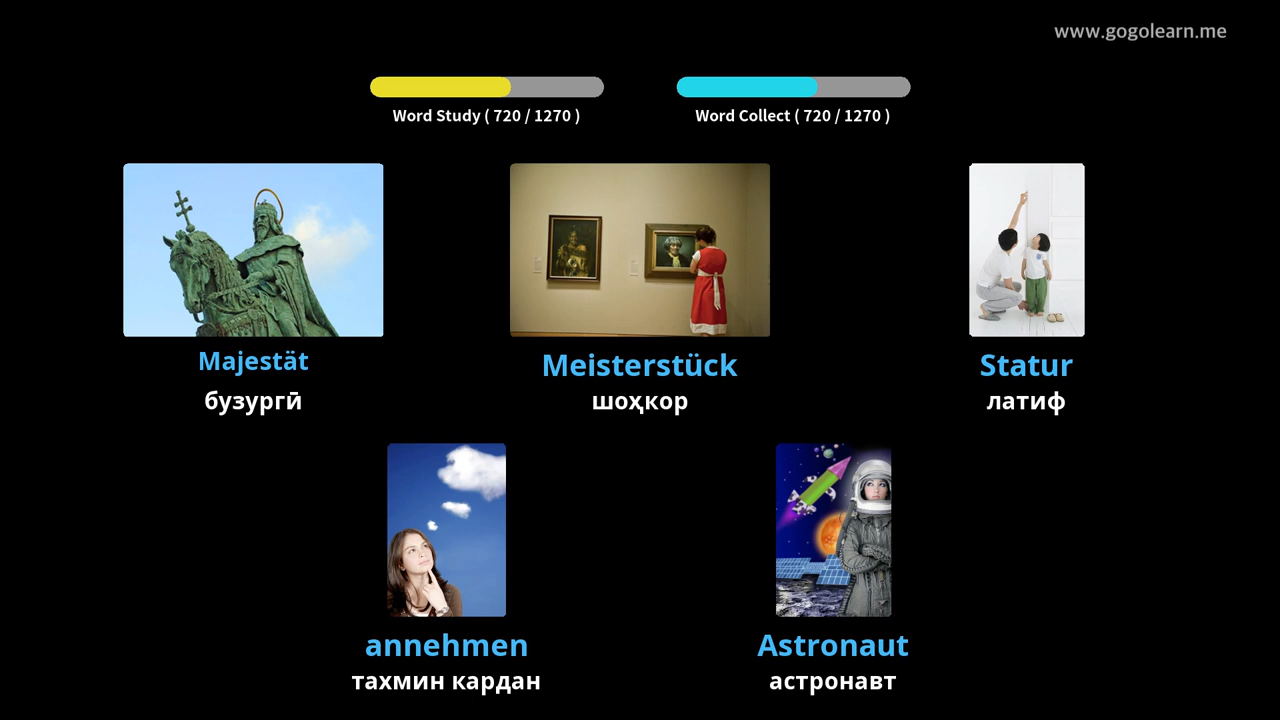 www.gogolearn.me
Word Study ( 720 / 1270 )
Word Collect ( 720 / 1270 )
Majestät
бузургӣ
Meisterstück
шоҳкор
Statur
латиф
annehmen
тахмин кардан
Astronaut
астронавт